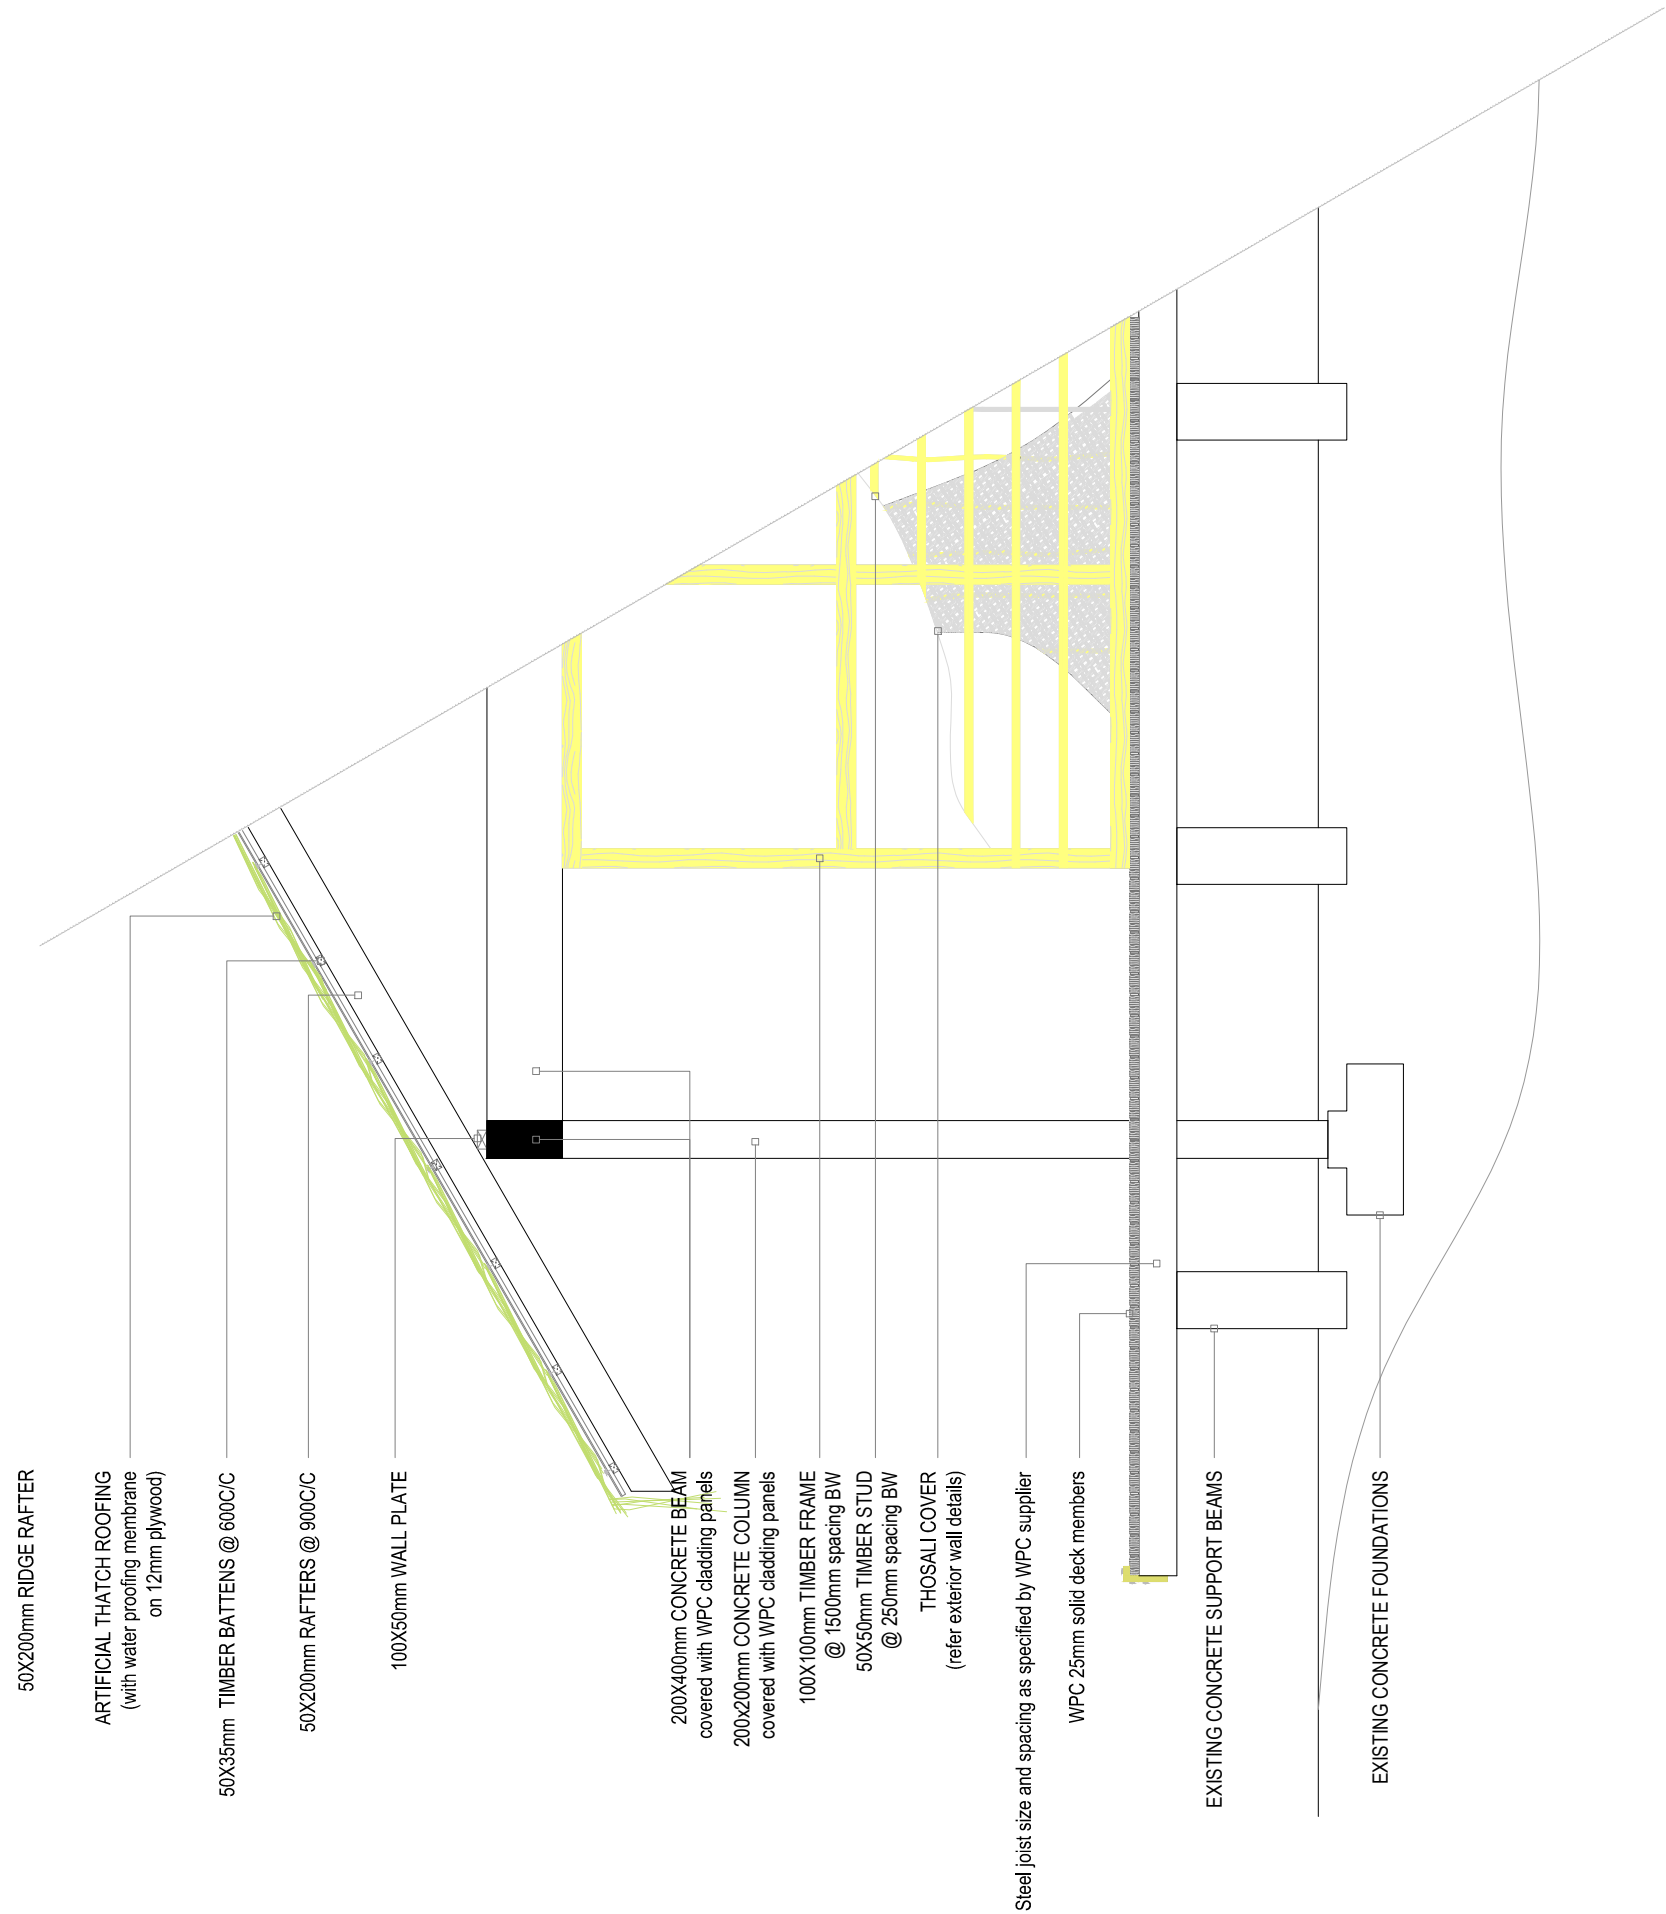 50X200mm RIDGE RAFTER
ARTIFICIAL THATCH ROOFING
(with water proofing membrane
on 12mm plywood)
50X35mm TIMBER BATTENS @ 600C/C
50X200mm RAFTERS @ 900C/C
100X50mm WALL PLATE
200X400mm CONCRETE BEAM
covered with WPC cladding panels
200x200mm CONCRETE COLUMN
covered with WPC cladding panels
100X100mm TIMBER FRAME
@ 1500mm spacing BW
50X50mm TIMBER STUD
@ 250mm spacing BW
THOSALI COVER
(refer exterior wall details)
Steel joist size and spacing as specified by WPC supplier
WPC 25mm solid deck members
EXISTING CONCRETE SUPPORT BEAMS
EXISTING CONCRETE FOUNDATIONS